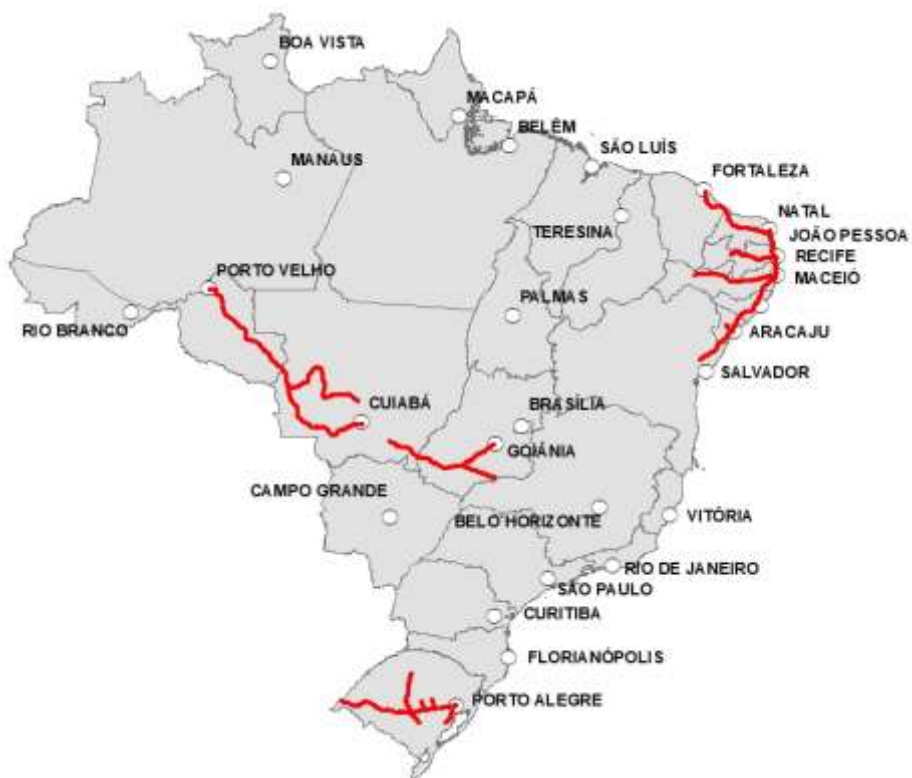 BOA VISTA
MACAPÁ
BELÉM
SÃO LUÍS
MANAUS
FORTALEZA
NATAL
TERESINA
JOÃO PESSOA
RECIFE
PORTO VELHO
MACEIÓ
PALMAS
RIO BRANCO
ARACAJU
SALVADOR
CUIABÁ
BRASÍLIA
GOIÂNIA
CAMPO GRANDE
BELO HORIZONTE
VITÓRIA
RIO DE JANEIRO
SÃO PAULO
CURITIBA
FLORIANÓPOLIS
PORTO ALEGRE